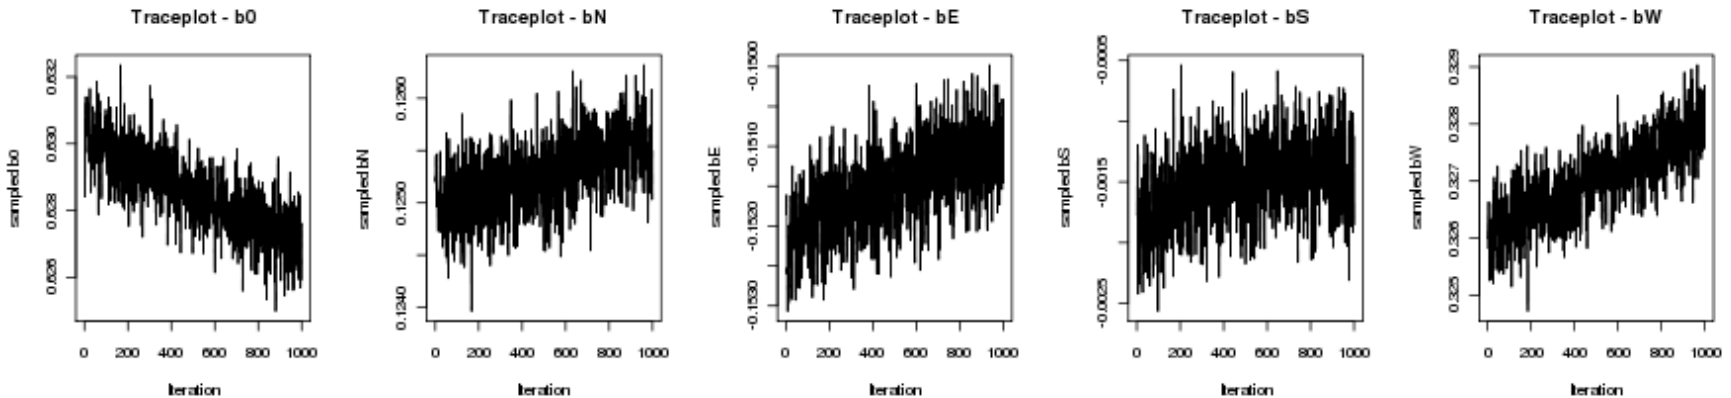 Traceplot - b0
sampled b0
0.626 0.628 0.630 0.632
0 200 400 600 800 1000
Iteration
Traceplot - bN
sampled bN
0.1240 0.1250 0.1260
0 200 400 600 800 1000
Iteration
Traceplot - bE
sampled bE
-0.1530 -0.1520 -0.1510 -0.1500
0 200 400 600 800 1000
Iteration
Traceplot - bS
sampled bS
-0.0025 -0.0015 -0.0005
0 200 400 600 800 1000
Iteration
Traceplot - bW
sampled bW
0.325 0.326 0.327 0.328 0.329
0 200 400 600 800 1000
Iteration